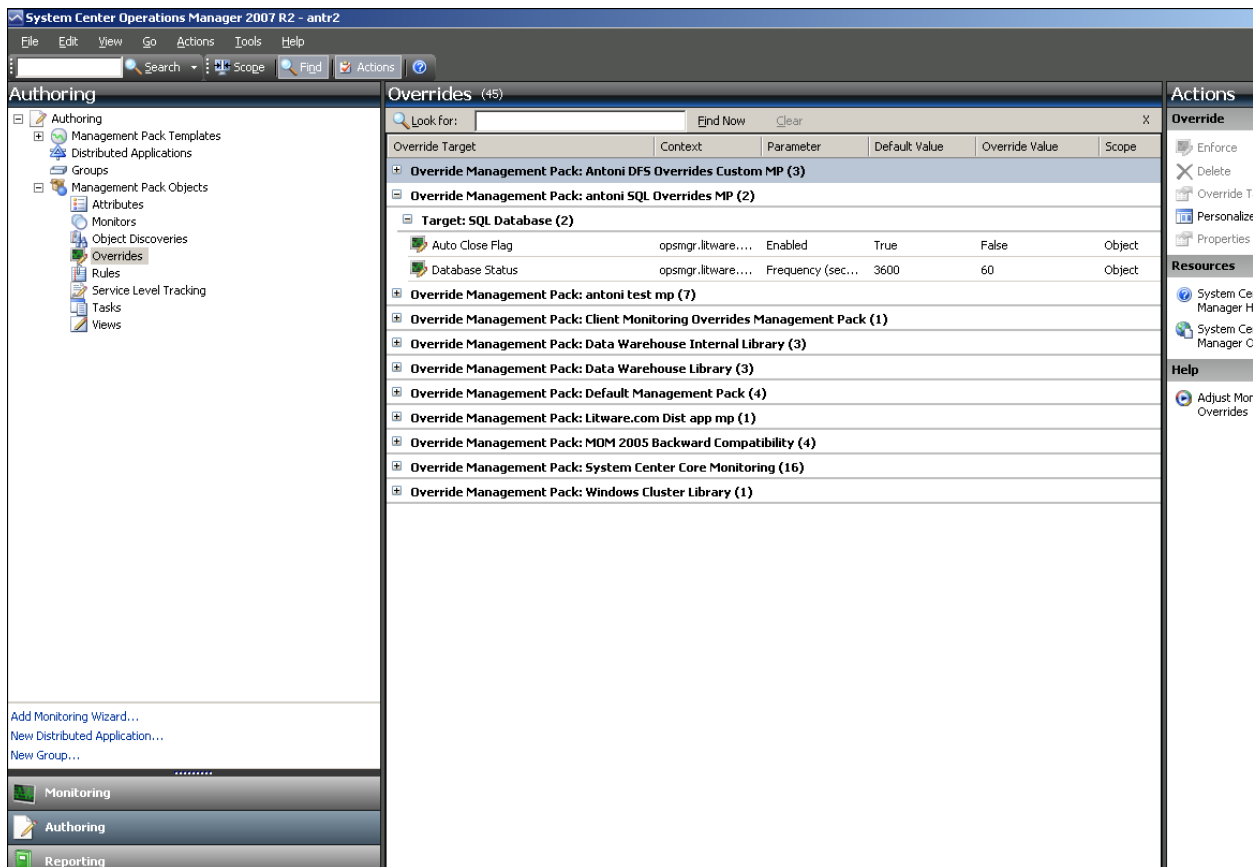 System Center Operations Manager 2007 R2 - antr2
File Edit View Go Actions Tools Help
Search Scope Find Actions
Authoring
Authoring
Management Pack Templates
Distributed Applications
Groups
Management Pack Objects
Attributes
Monitors
Object Discoveries
Overrides
Rules
Service Level Tracking
Tasks
Views
Add Monitoring Wizard...
New Distributed Application...
New Group...
Monitoring
Authoring
Reporting
Overrides (45)
Look for: Find Now Clear X
Override Target Context Parameter Default Value Override Value Scope
Override Management Pack: Antoni DFS Overrides Custom MP (3)
Override Management Pack: antoni SQL Overrides MP (2)
Target: SQL Database (2)
Auto Close Flag opsmgr.litware.... Enabled True False Object
Database Status opsmgr.litware.... Frequency (sec... 3600 60 Object
Override Management Pack: antoni test mp (7)
Override Management Pack: Client Monitoring Overrides Management Pack (1)
Override Management Pack: Data Warehouse Internal Library (3)
Override Management Pack: Data Warehouse Library (3)
Override Management Pack: Default Management Pack (4)
Override Management Pack: Litware.com Dist app mp (1)
Override Management Pack: MOM 2005 Backward Compatibility (4)
Override Management Pack: System Center Core Monitoring (16)
Override Management Pack: Windows Cluster Library (1)
Actions
Override
Enforce
Delete
Override T
Personalize
Properties
Resources
System Ce
Manager H
System Ce
Manager O
Help
Adjust Mor
Overrides